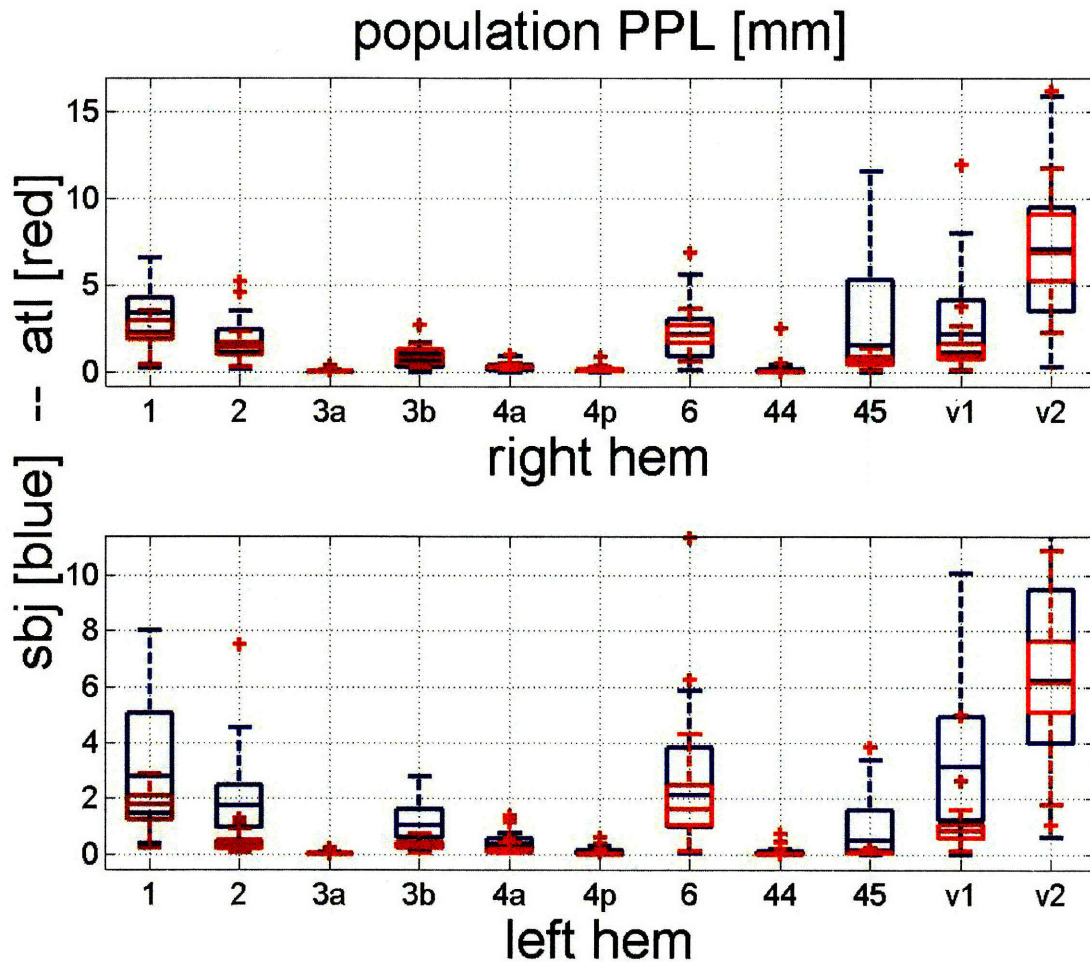 population PPL [mm]
sbj [blue] -- atl [red]
15
10
5
0
1 2 3a 3b 4a 4p 6 44 45 v1 v2
right hem
10
8
6
4
2
0
1 2 3a 3b 4a 4p 6 44 45 v1 v2
left hem